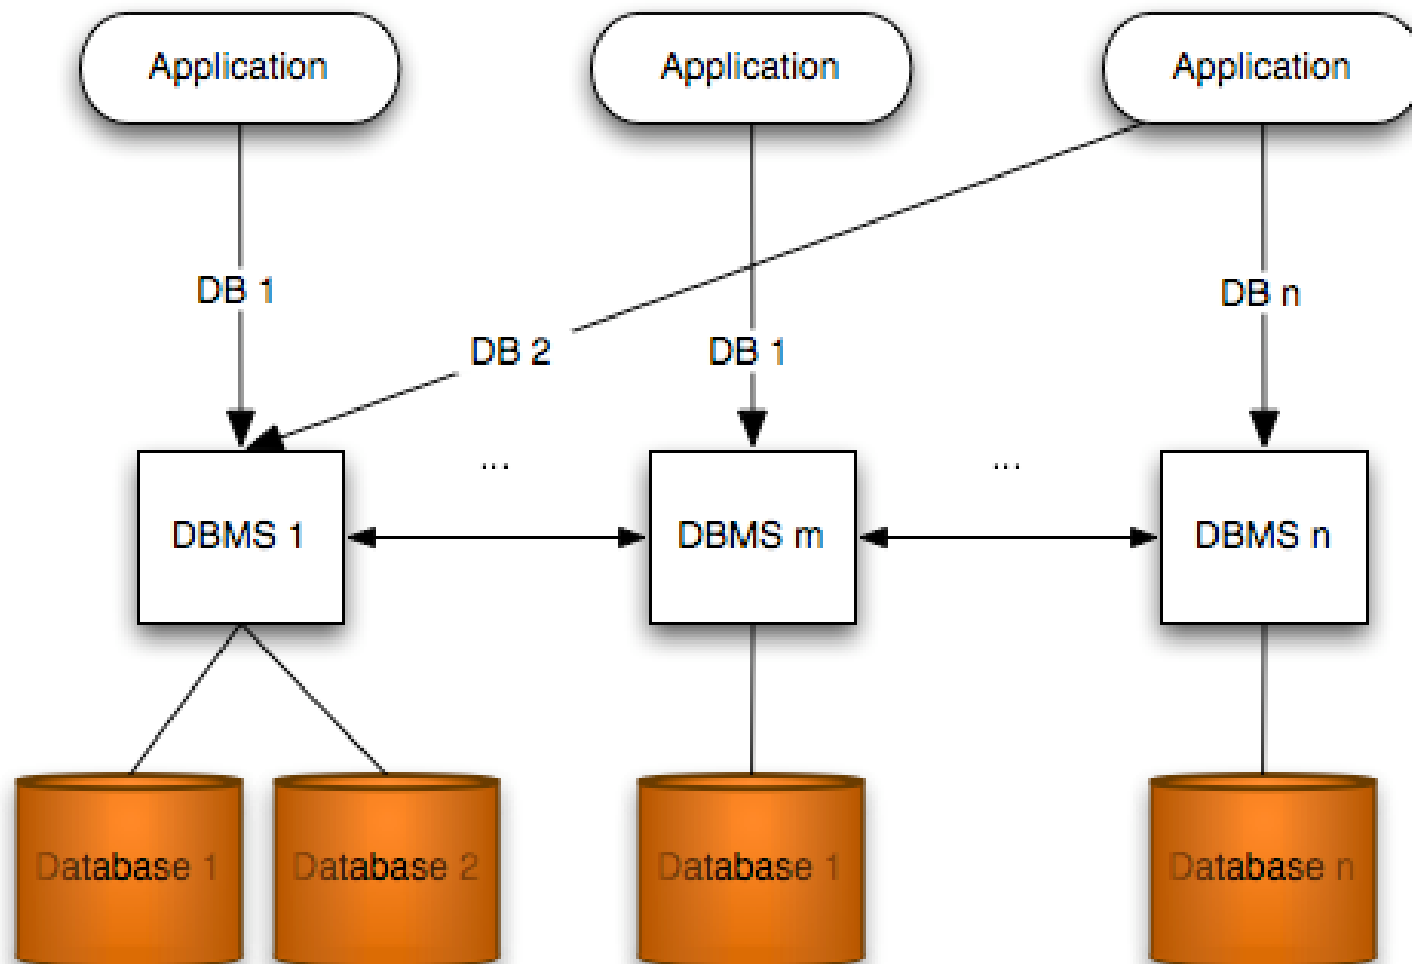 Application
Application
Application
DB 1
DB n
DB 2
DB 1
...
...
DBMS 1
DBMS m
DBMS n
Database 1
Database 2
Database 1
Database n